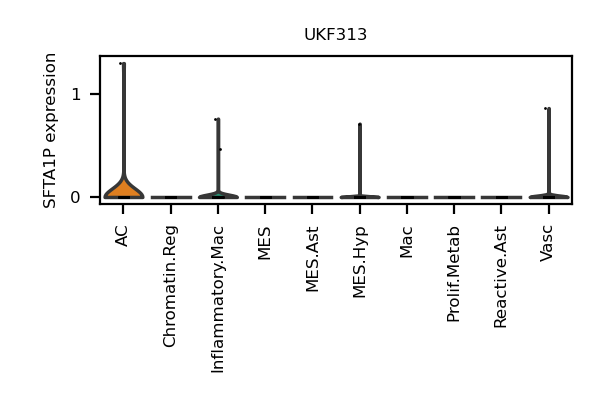 UKF313
SFTA1P expression
1
0
AC
Chromatin.Reg
Inflammatory.Mac
MES
MES.Ast
MES.Hyp
Mac
Prolif.Metab
Reactive.Ast
Vasc